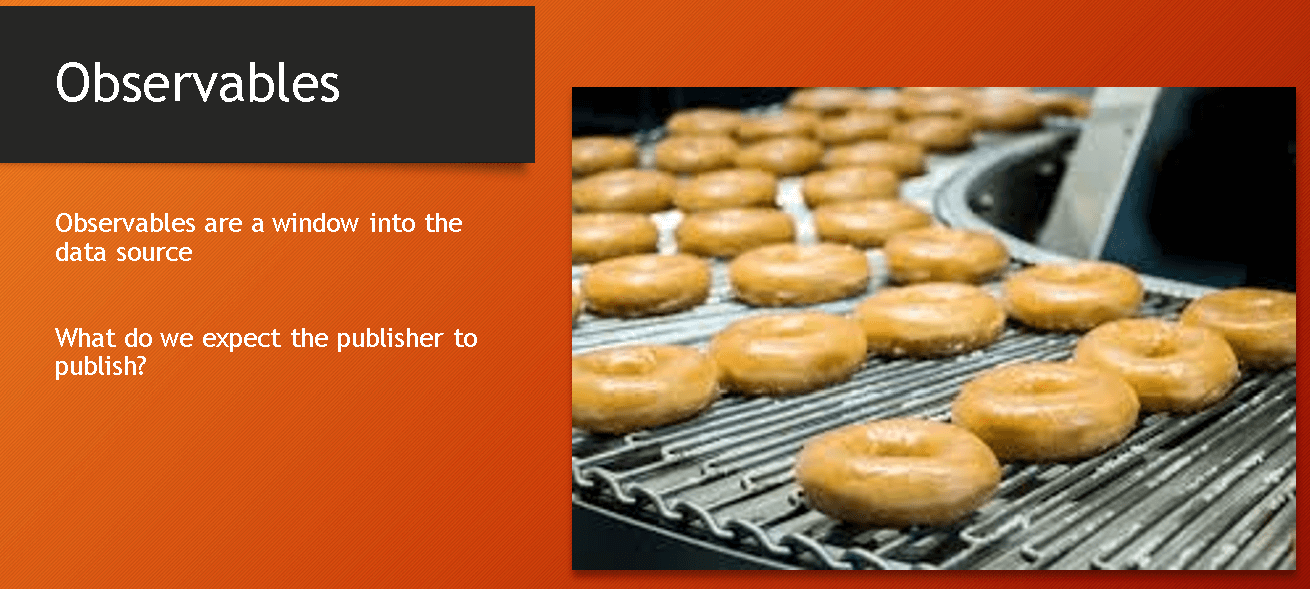 Observables
Observables are a window into the
data source
What do we expect the publisher to
publish?